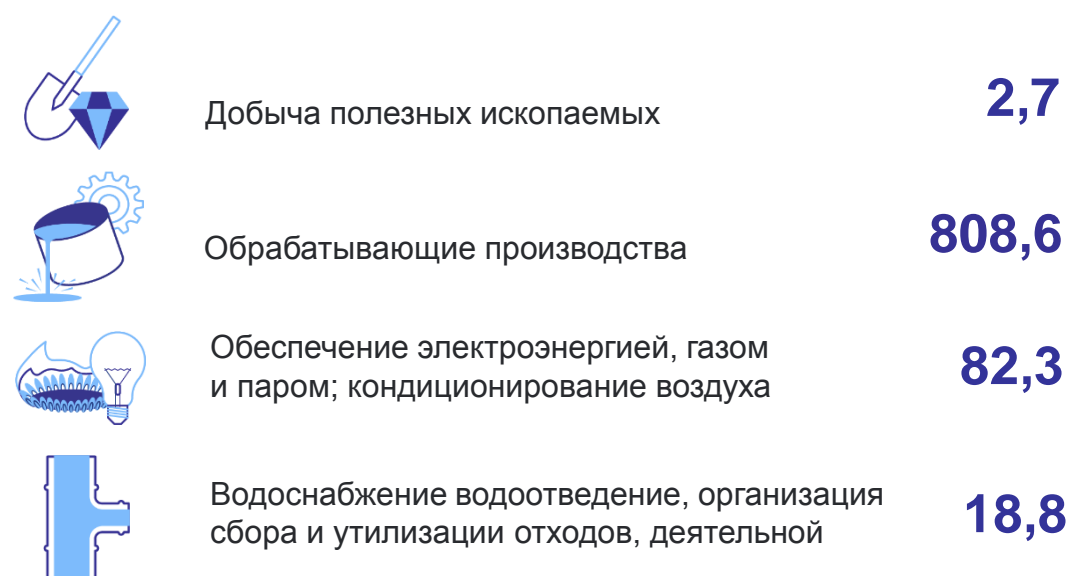 Добыча полезных ископаемых
2,7
Обрабатывающие производства
808,6
Обеспечение электроэнергией, газом
и паром; кондиционирование воздуха
82,3
Водоснабжение водоотведение, организация
сбора и утилизации отходов, деятельной
18,8